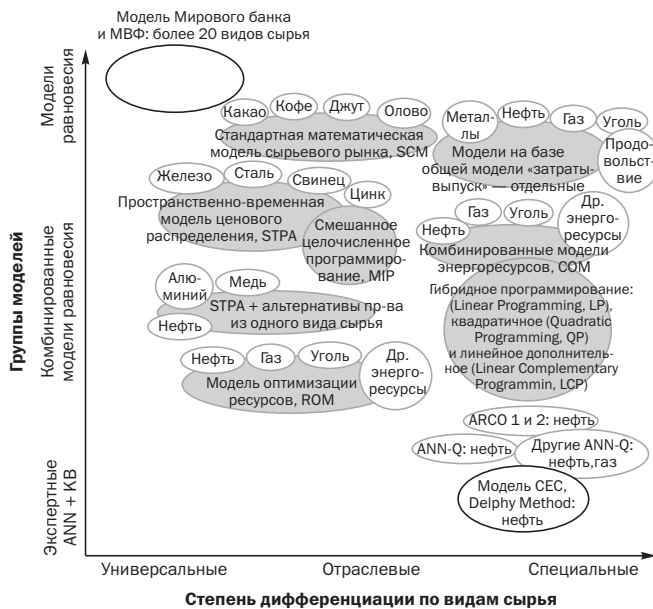 Модель Мирового банка
и МВФ: более 20 видов сырья
Группы моделей
Модели
равновесия
Какао
Кофе
Джут
Олово
Стандартная математическая
модель сырьевого рынка, SCM
Метал-
лы
Нефть
Газ
Уголь
Продо-
вольст-
вие
Модели на базе
общей модели «затраты-
выпуск» — отдельные
Комбинированные
модели равновесия
Железо
Сталь
Свинец
Цинк
Пространственно-временная
модель ценового
распределения, STPA
Смешанное
целочисленное
программиро-
вание, MIP
Нефть
Газ
Уголь
Др.
энерго-
ресурсы
Комбинированные модели
энергоресурсов, COM
Алю-
миний
Медь
Нефть
STPA + альтернативы пр-ва
из одного вида сырья
Гибридное программирование:
(Linear Programming, LP),
квадратичное (Quadratic
Programming, QP)
и линейное дополнитель-
ное (Linear Complementary
Programmin, LCP)
Нефть
Газ
Уголь
Др.
энерго-
ресурсы
Модель оптимизации
ресурсов, ROM
Экспертные
ANN + KB
ARCO 1 и 2: нефть
ANN-Q: нефть
Другие ANN-Q:
нефть,газ
Модель CEC,
Delphy Method:
нефть
Универсальные
Отраслевые
Специальные
Степень дифференциации по видам сырья